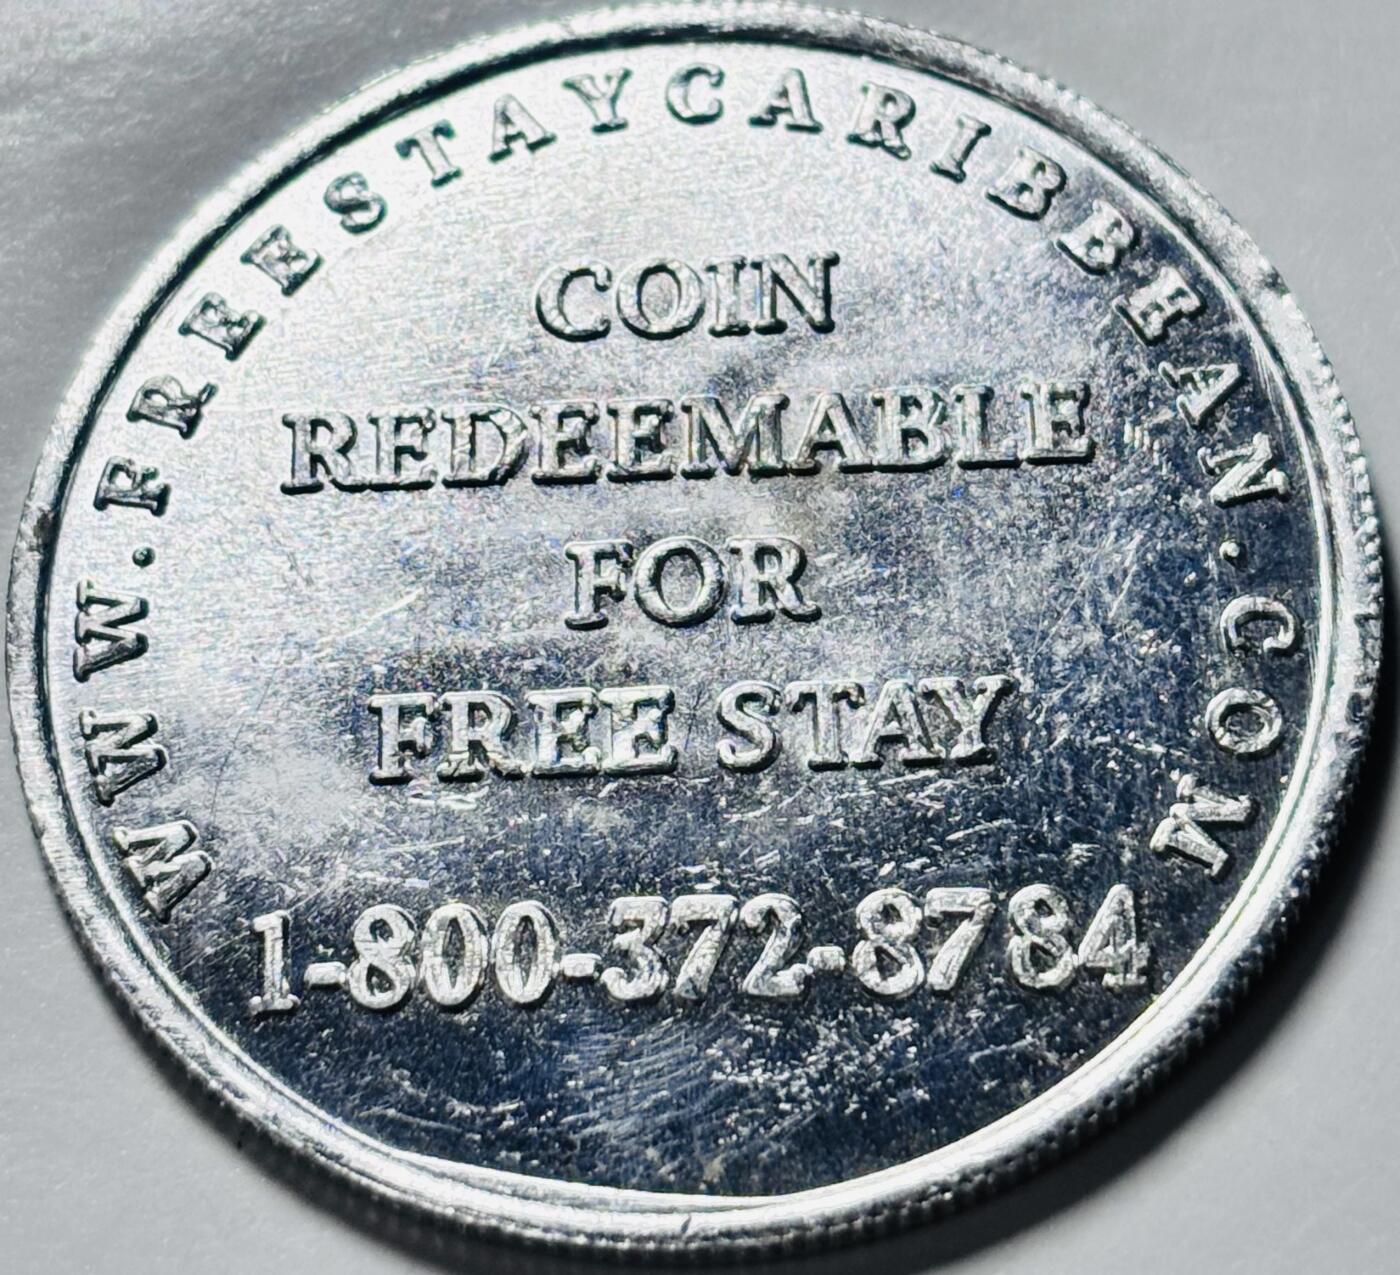 WWW.FREESTAYCARIBBEAN.COM
COIN
REDEEMABLE
FOR
FREE STAY
1-800-372-8784